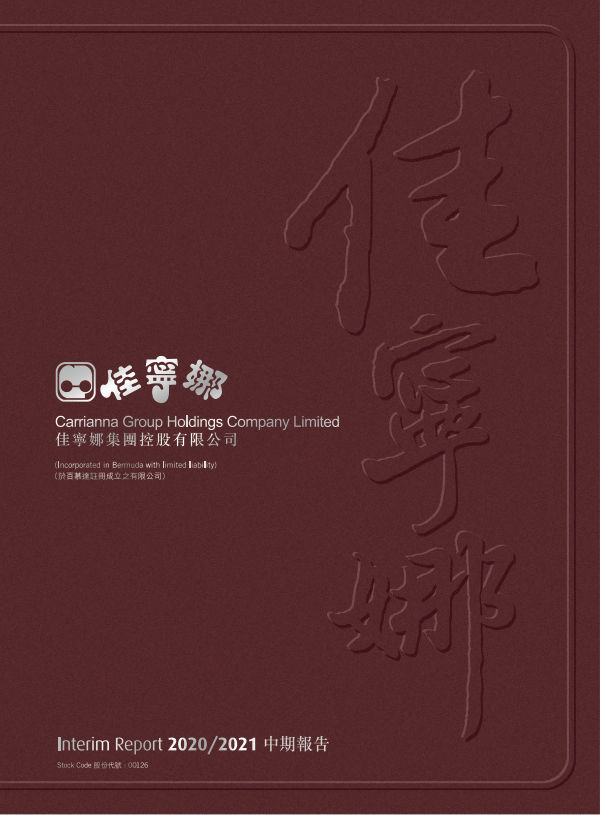 佳寧娜
佳寧娜
Carrianna Group Holdings Company Limited
佳寧娜集團控股有限公司
(Incorporated in Bermuda with limited liability)
(於百慕達註冊成立之有限公司)
Interim Report 2020/2021 中期報告
Stock Code 股份代號：00126